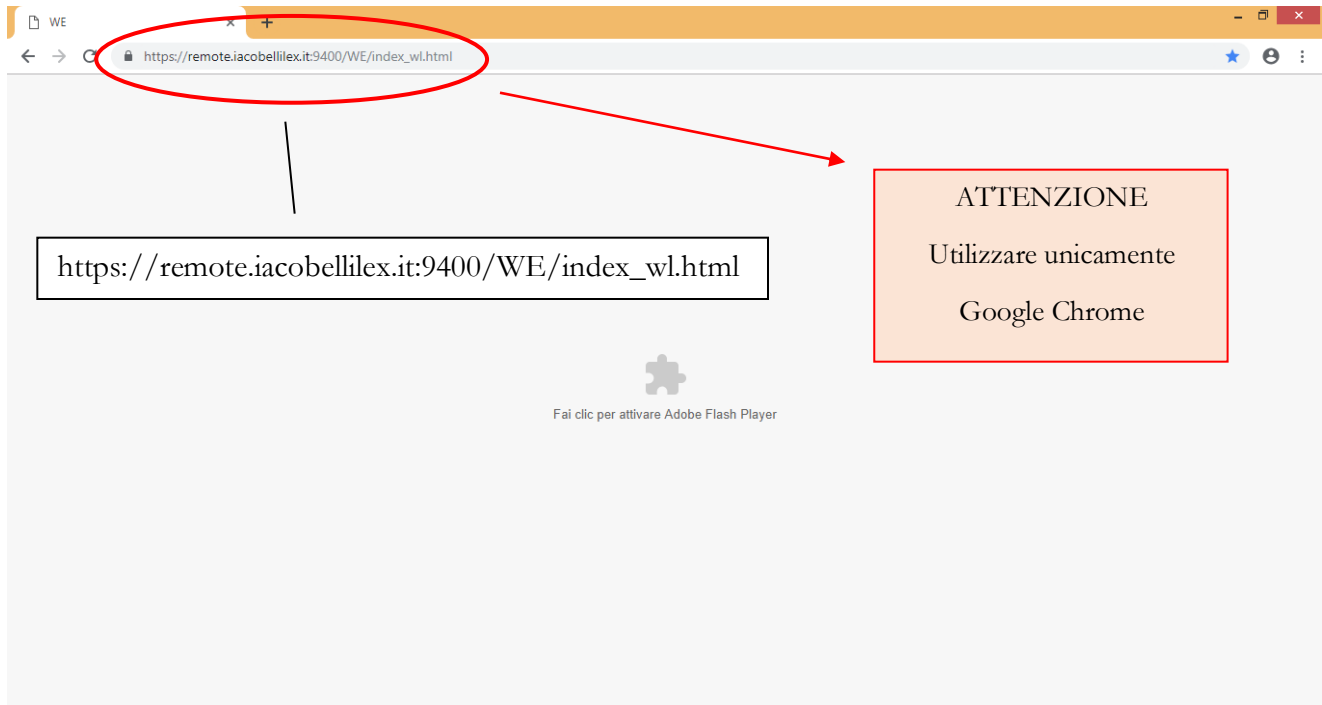 WE
https://remote.iacobellilex.it:9400/WE/index_wl.html
ATTENZIONE
Utilizzare unicamente
Google Chrome
https://remote.iacobellilex.it:9400/WE/index_wl.html
Fai clic per attivare Adobe Flash Player